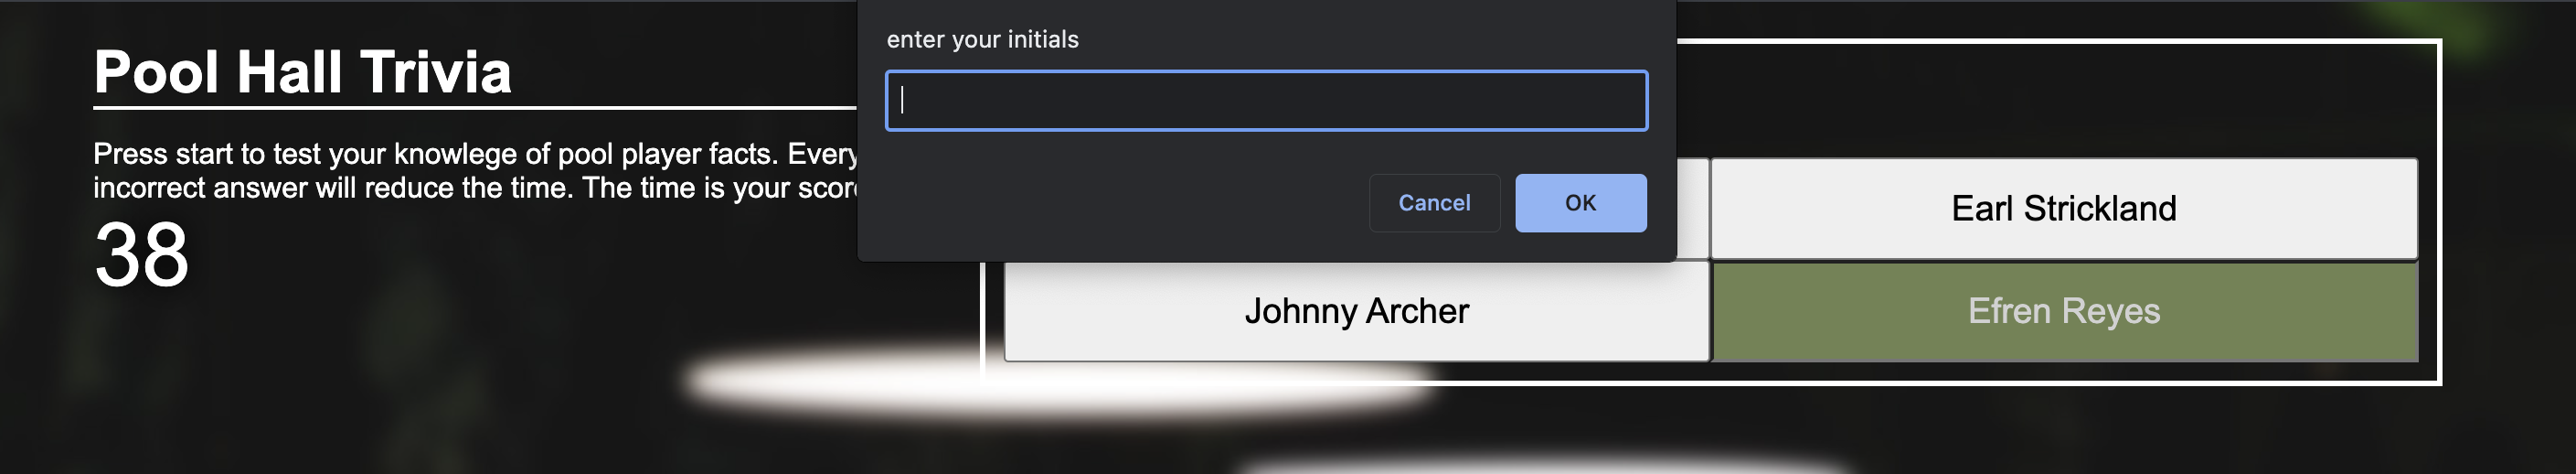 Pool Hall Trivia
Press start to test your knowlege of pool player facts. Every
incorrect answer will reduce the time. The time is your score
38
enter your initials
Cancel
OK
Earl Strickland
Johnny Archer
Efren Reyes